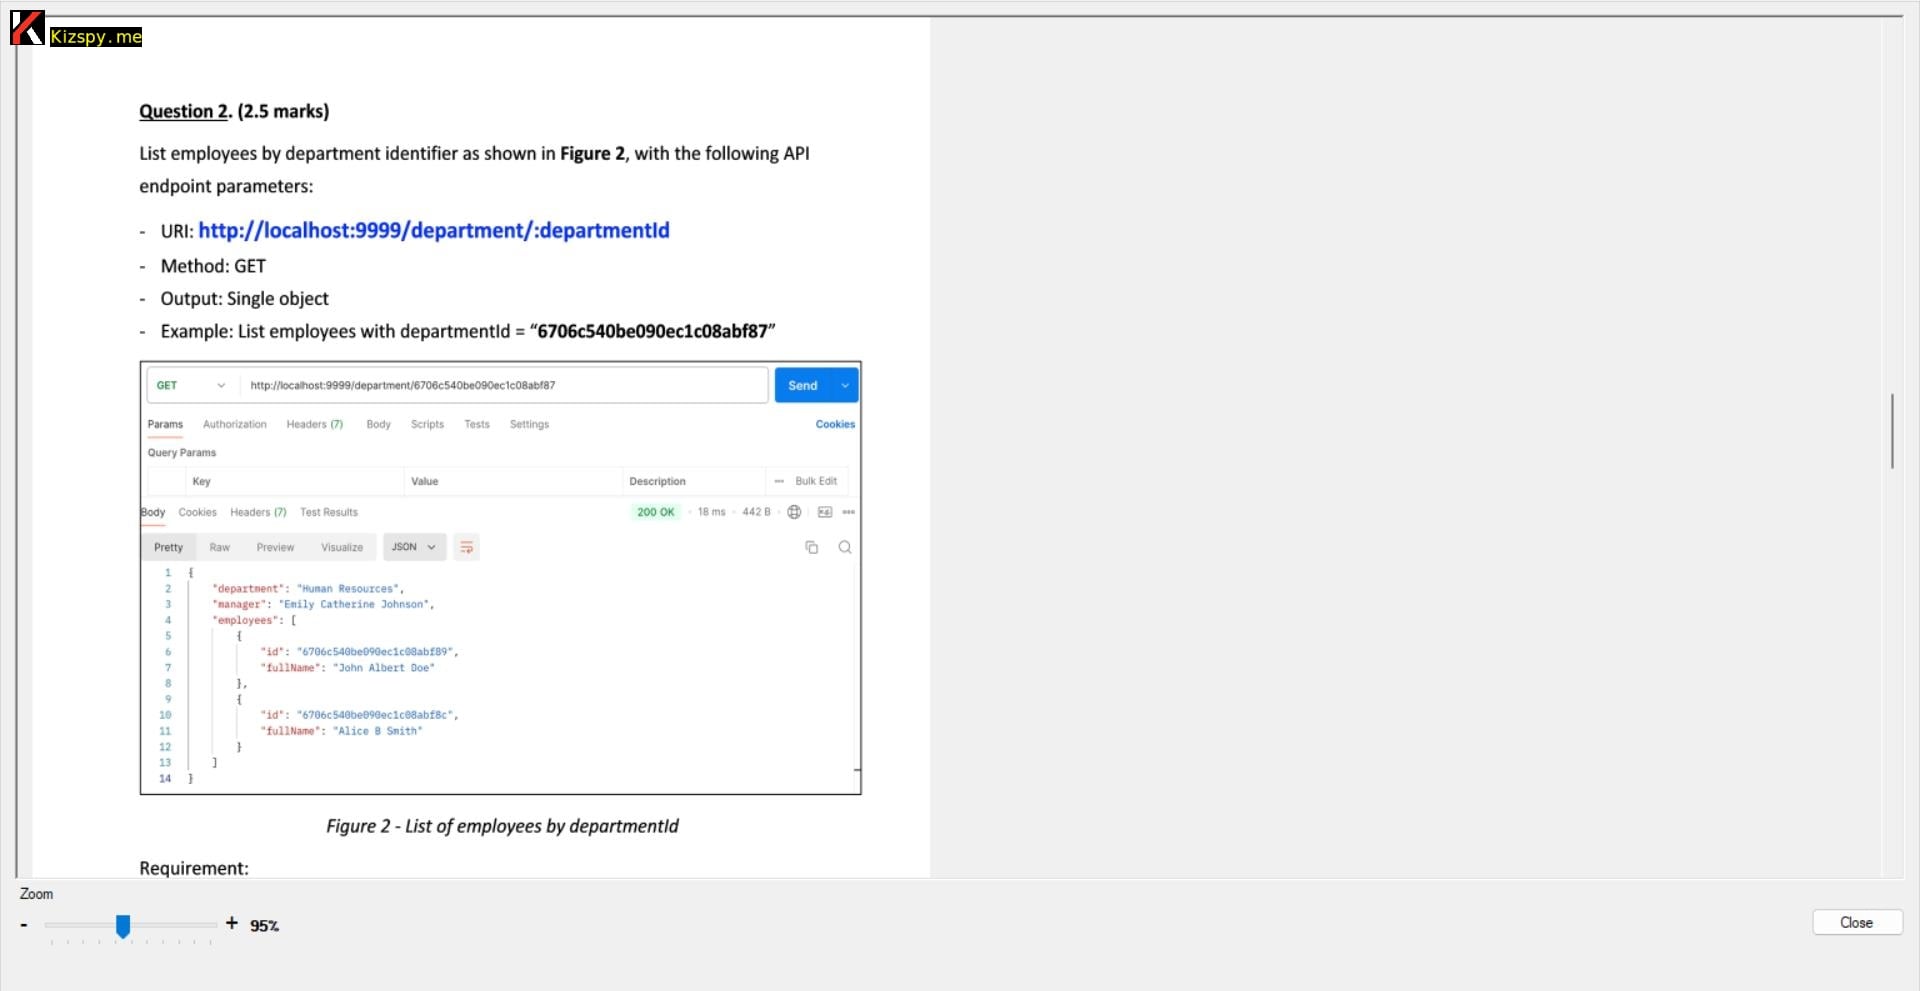 Kizspy.me
Question 2. (2.5 marks)
List employees by department identifier as shown in Figure 2, with the following API
endpoint parameters:
- URI: http://localhost:9999/department/:departmentId
- Method: GET
- Output: Single object
- Example: List employees with departmentId = “6706c540be090ec1c08abf87”
GET http://localhost:9999/department/6706c540be090ec1c08abf87 Send
Params Authorization Headers (7) Body Scripts Tests Settings Cookies
Query Params
Key Value Description ••• Bulk Edit
Body Cookies Headers (7) Test Results 200 OK • 18 ms • 442 B • e.g. •••
Pretty Raw Preview Visualize JSON
1 {
2 "department": "Human Resources",
3 "manager": "Emily Catherine Johnson",
4 "employees": [
5 {
6 "id": "6706c540be090ec1c08abf89",
7 "fullName": "John Albert Doe"
8 },
9 {
10 "id": "6706c540be090ec1c08abf8c",
11 "fullName": "Alice B Smith"
12 }
13 ]
14 }
Figure 2 - List of employees by departmentId
Requirement:
Zoom
- + 95%
Close